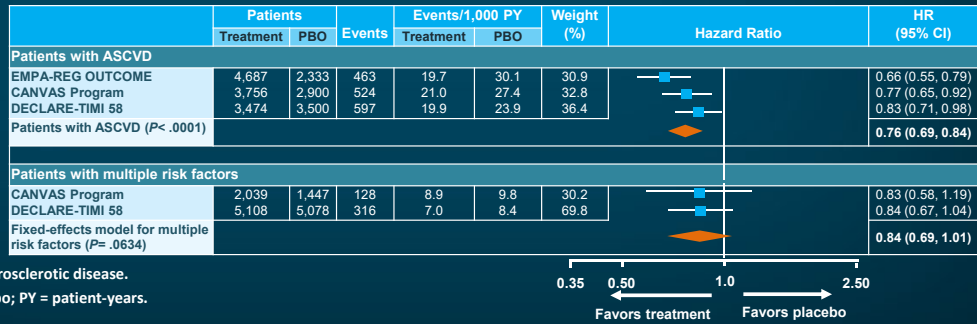 Patients Events/1,000 PY Weight HR
Treatment PBO Events Treatment PBO (%) Hazard Ratio (95% CI)
Patients with ASCVD
EMPA-REG OUTCOME 4,687 2,333 463 19.7 30.1 30.9 0.66 (0.55, 0.79)
CANVAS Program 3,756 2,900 524 21.0 27.4 32.8 0.77 (0.65, 0.92)
DECLARE-TIMI 58 3,474 3,500 597 19.9 23.9 36.4 0.83 (0.71, 0.98)
Patients with ASCVD (P< .0001) 0.76 (0.69, 0.84)
Patients with multiple risk factors
CANVAS Program 2,039 1,447 128 8.9 9.8 30.2 0.83 (0.58, 1.19)
DECLARE-TIMI 58 5,108 5,078 316 7.0 8.4 69.8 0.84 (0.67, 1.04)
Fixed-effects model for multiple
risk factors (P= .0634) 0.84 (0.69, 1.01)
rosclerotic disease.
0.35 0.50 1.0 2.50
oo; PY = patient-years.
Favors treatment Favors placebo